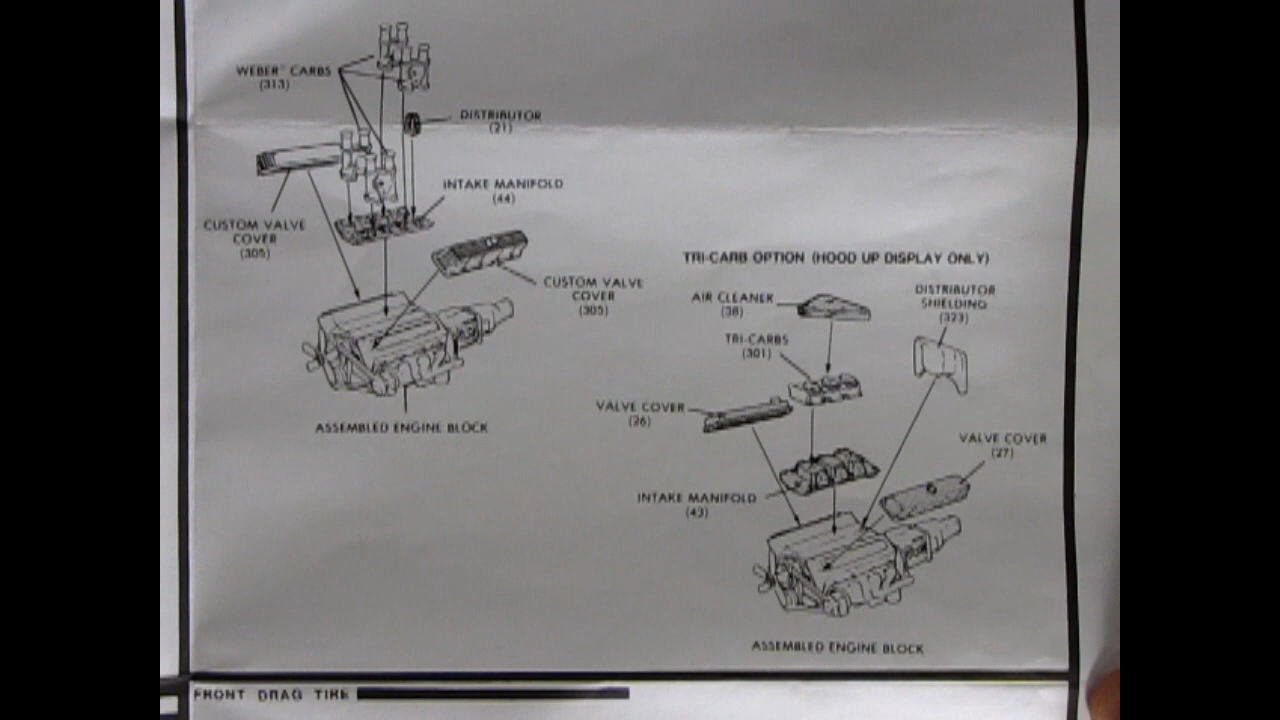 WEBER" CARBS
(313)
DISTRIBUTOR
(21)
INTAKE MANIFOLD
(44)
CUSTOM VALVE
COVER
(305)
CUSTOM VALVE
COVER
(305)
ASSEMBLED ENGINE BLOCK
TRI-CARB OPTION (HOOD UP DISPLAY ONLY)
AIR CLEANER
(38)
DISTRIBUTOR
SHIELDING
(323)
TRI-CARBS
(301)
VALVE COVER
(26)
VALVE COVER
(27)
INTAKE MANIFOLD
(43)
ASSEMBLED ENGINE BLOCK
FRONT DRAG TIRE